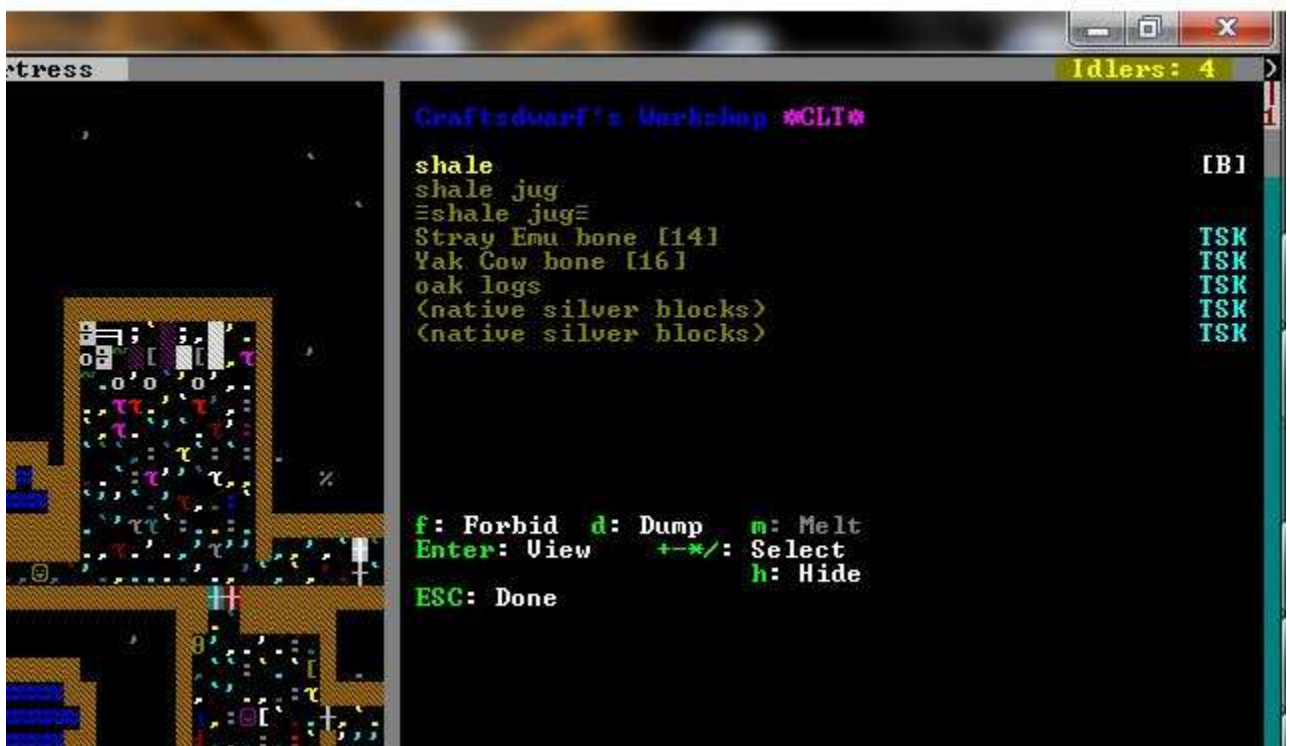 rtress
Idlers: 4
Craftsdwarf's Workshop ☼CLT☼
shale [B]
shale jug
≡shale jug≡
Stray Emu bone [14] TSK
Yak Cow bone [16] TSK
oak logs TSK
(native silver blocks) TSK
(native silver blocks) TSK
f: Forbid d: Dump m: Melt
Enter: View +-*/: Select
h: Hide
ESC: Done